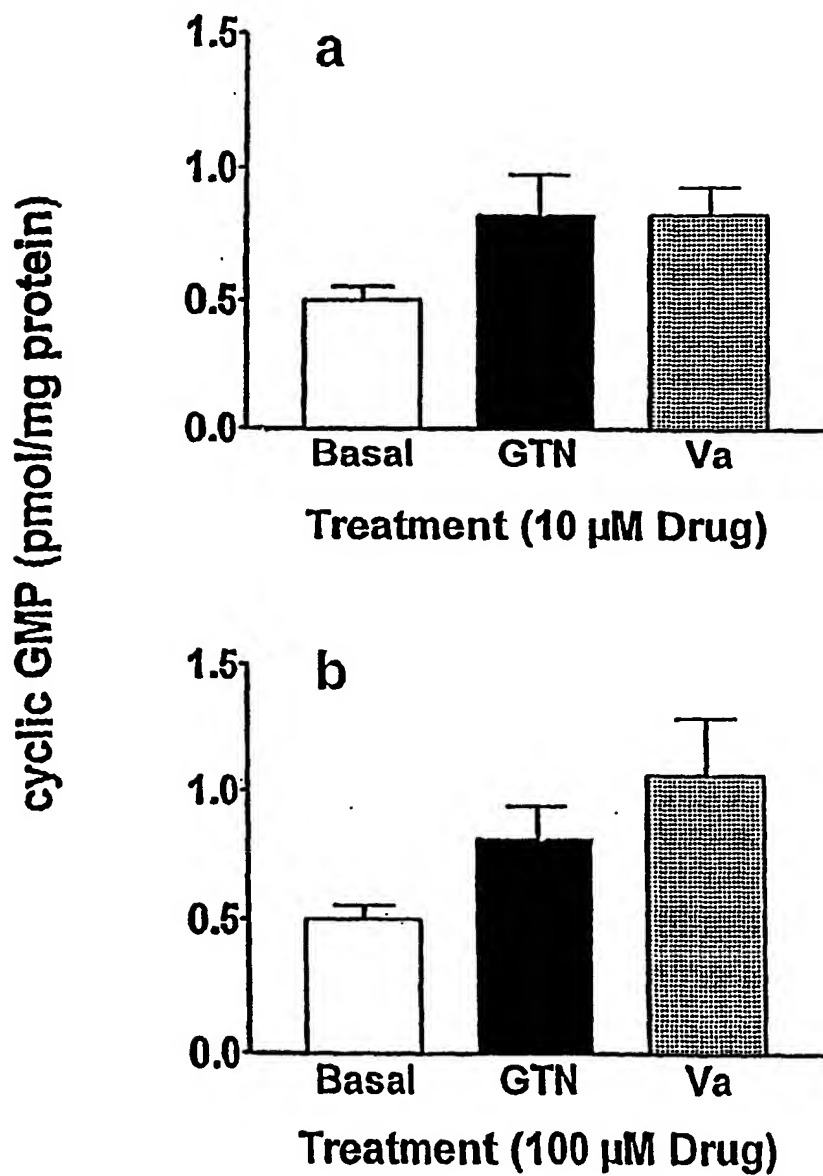 cyclic GMP (pmol/mg protein)
a
1.5
1.0
0.5
0.0
Basal GTN Va
Treatment (10 µM Drug)
b
1.5
1.0
0.5
0.0
Basal GTN Va
Treatment (100 µM Drug)